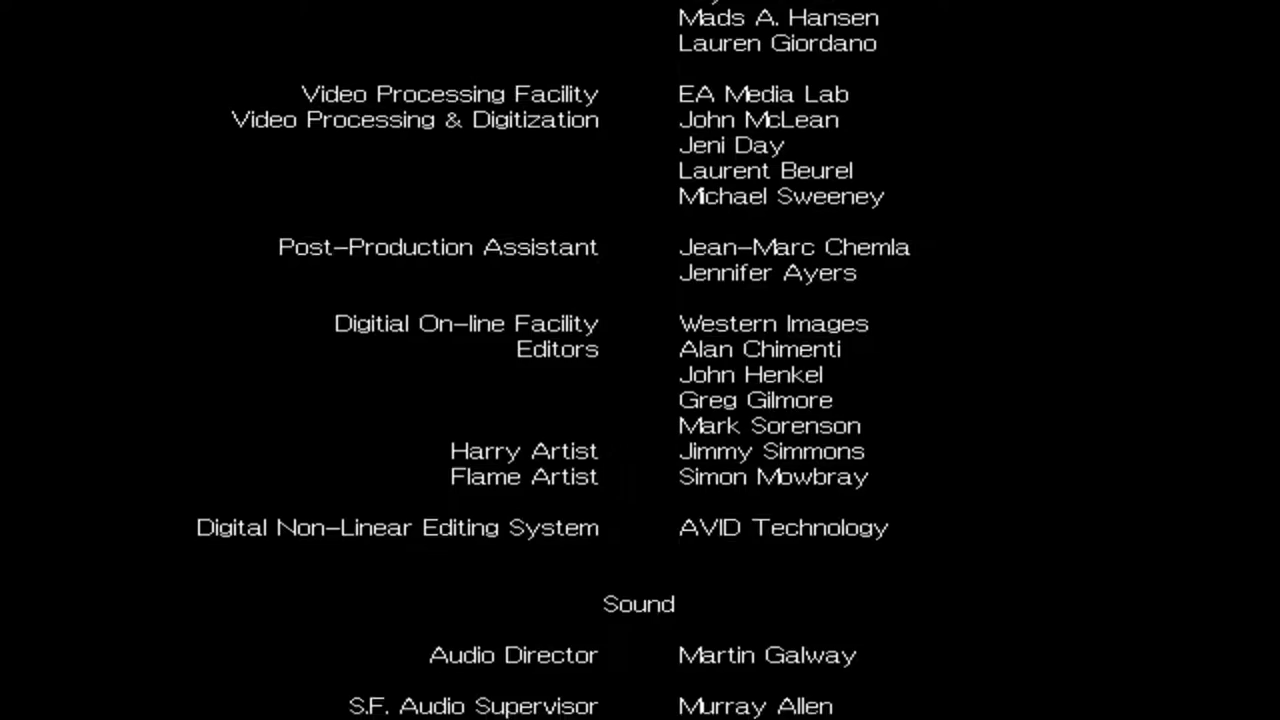 Mads A. Hansen
Lauren Giordano
Video Processing Facility EA Media Lab
Video Processing & Digitization John McLean
Jeni Day
Laurent Beurel
Michael Sweeney
Post-Production Assistant Jean-Marc Chemla
Jennifer Ayers
Digitial On-line Facility Western Images
Editors Alan Chimenti
John Henkel
Greg Gilmore
Mark Sorenson
Harry Artist Jimmy Simmons
Flame Artist Simon Mowbray
Digital Non-Linear Editing System AVID Technology
Sound
Audio Director Martin Galway
S.F. Audio Supervisor Murray Allen